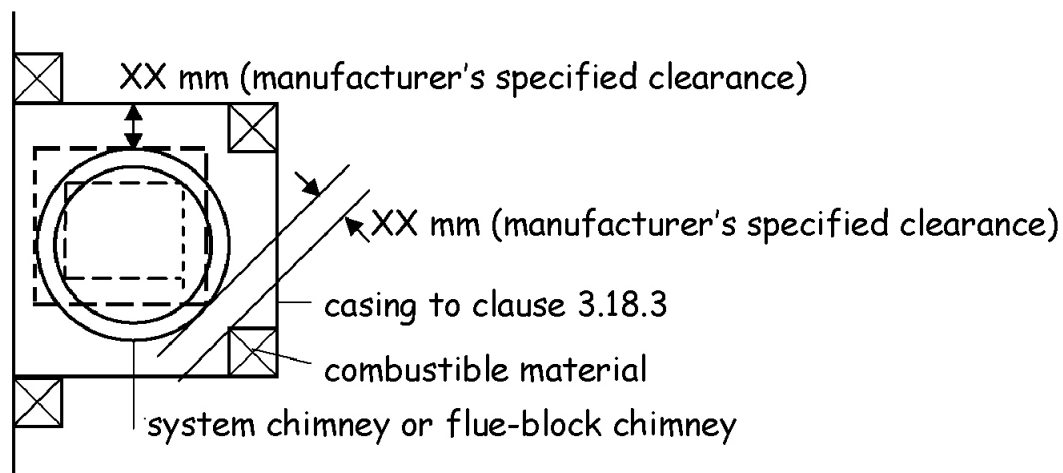 XX mm (manufacturer's specified clearance)
XX mm (manufacturer's specified clearance)
casing to clause 3.18.3
combustible material
system chimney or flue-block chimney